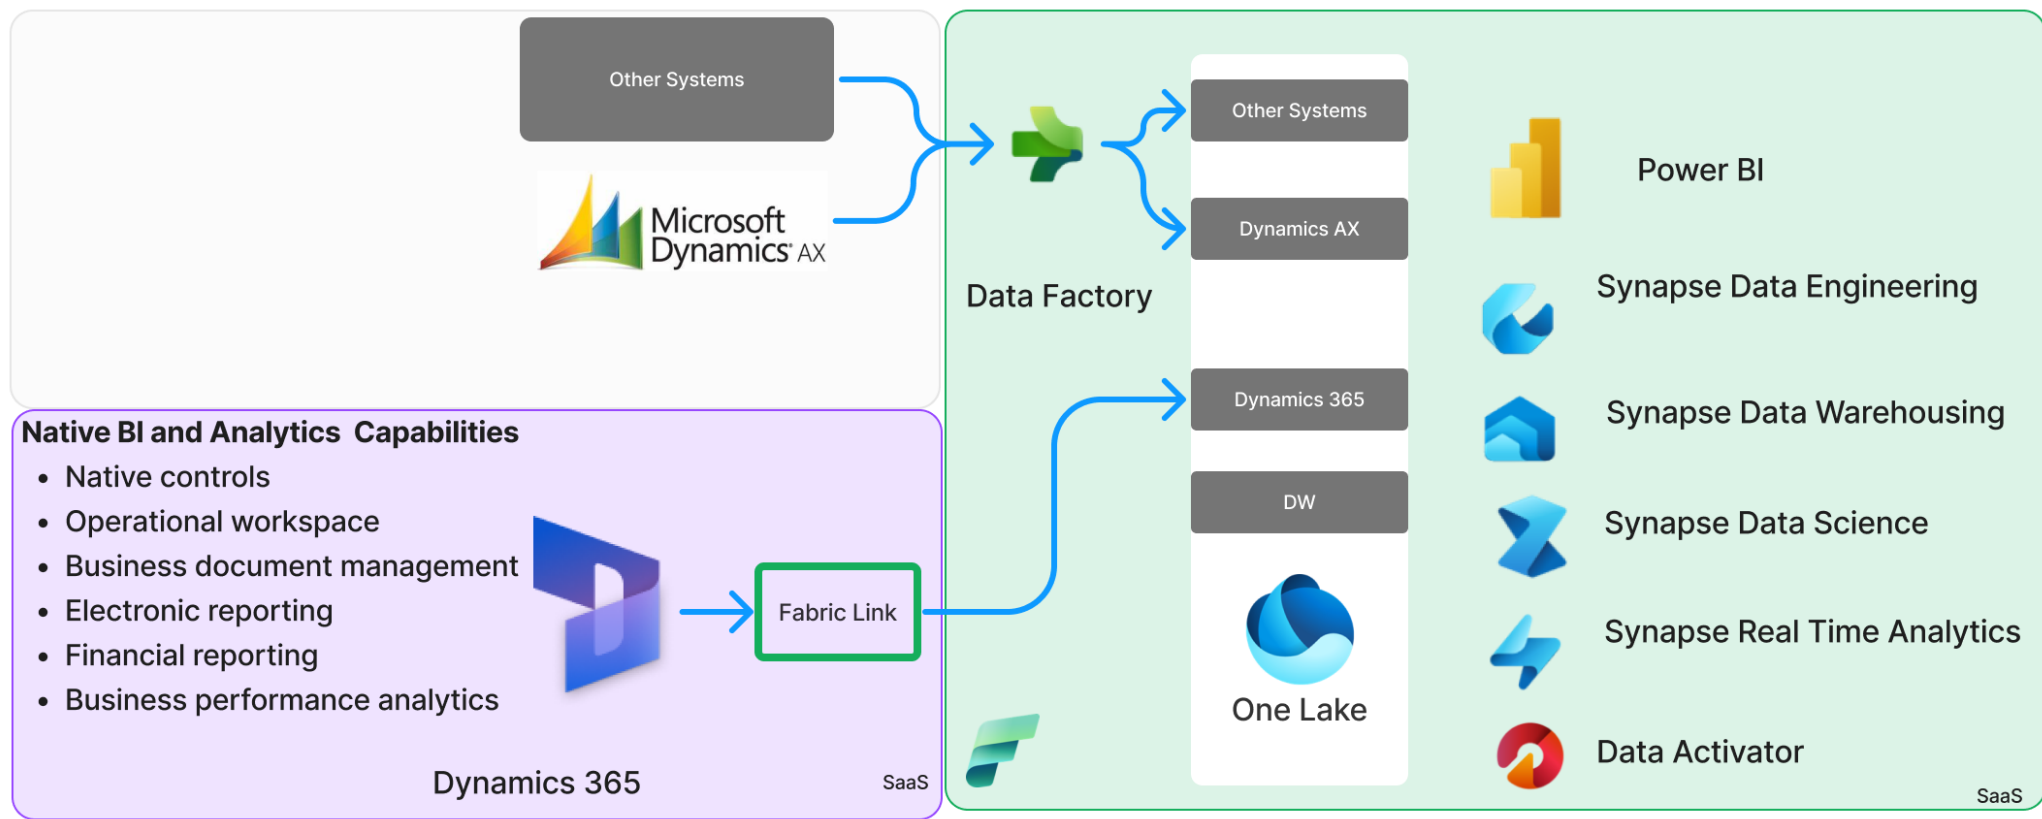 Other Systems
Microsoft
Dynamics AX
Native BI and Analytics Capabilities
• Native controls
• Operational workspace
• Business document management
• Electronic reporting
• Financial reporting
• Business performance analytics
Fabric Link
Dynamics 365
SaaS
Data Factory
Other Systems
Dynamics AX
Dynamics 365
DW
One Lake
Power BI
Synapse Data Engineering
Synapse Data Warehousing
Synapse Data Science
Synapse Real Time Analytics
Data Activator
SaaS